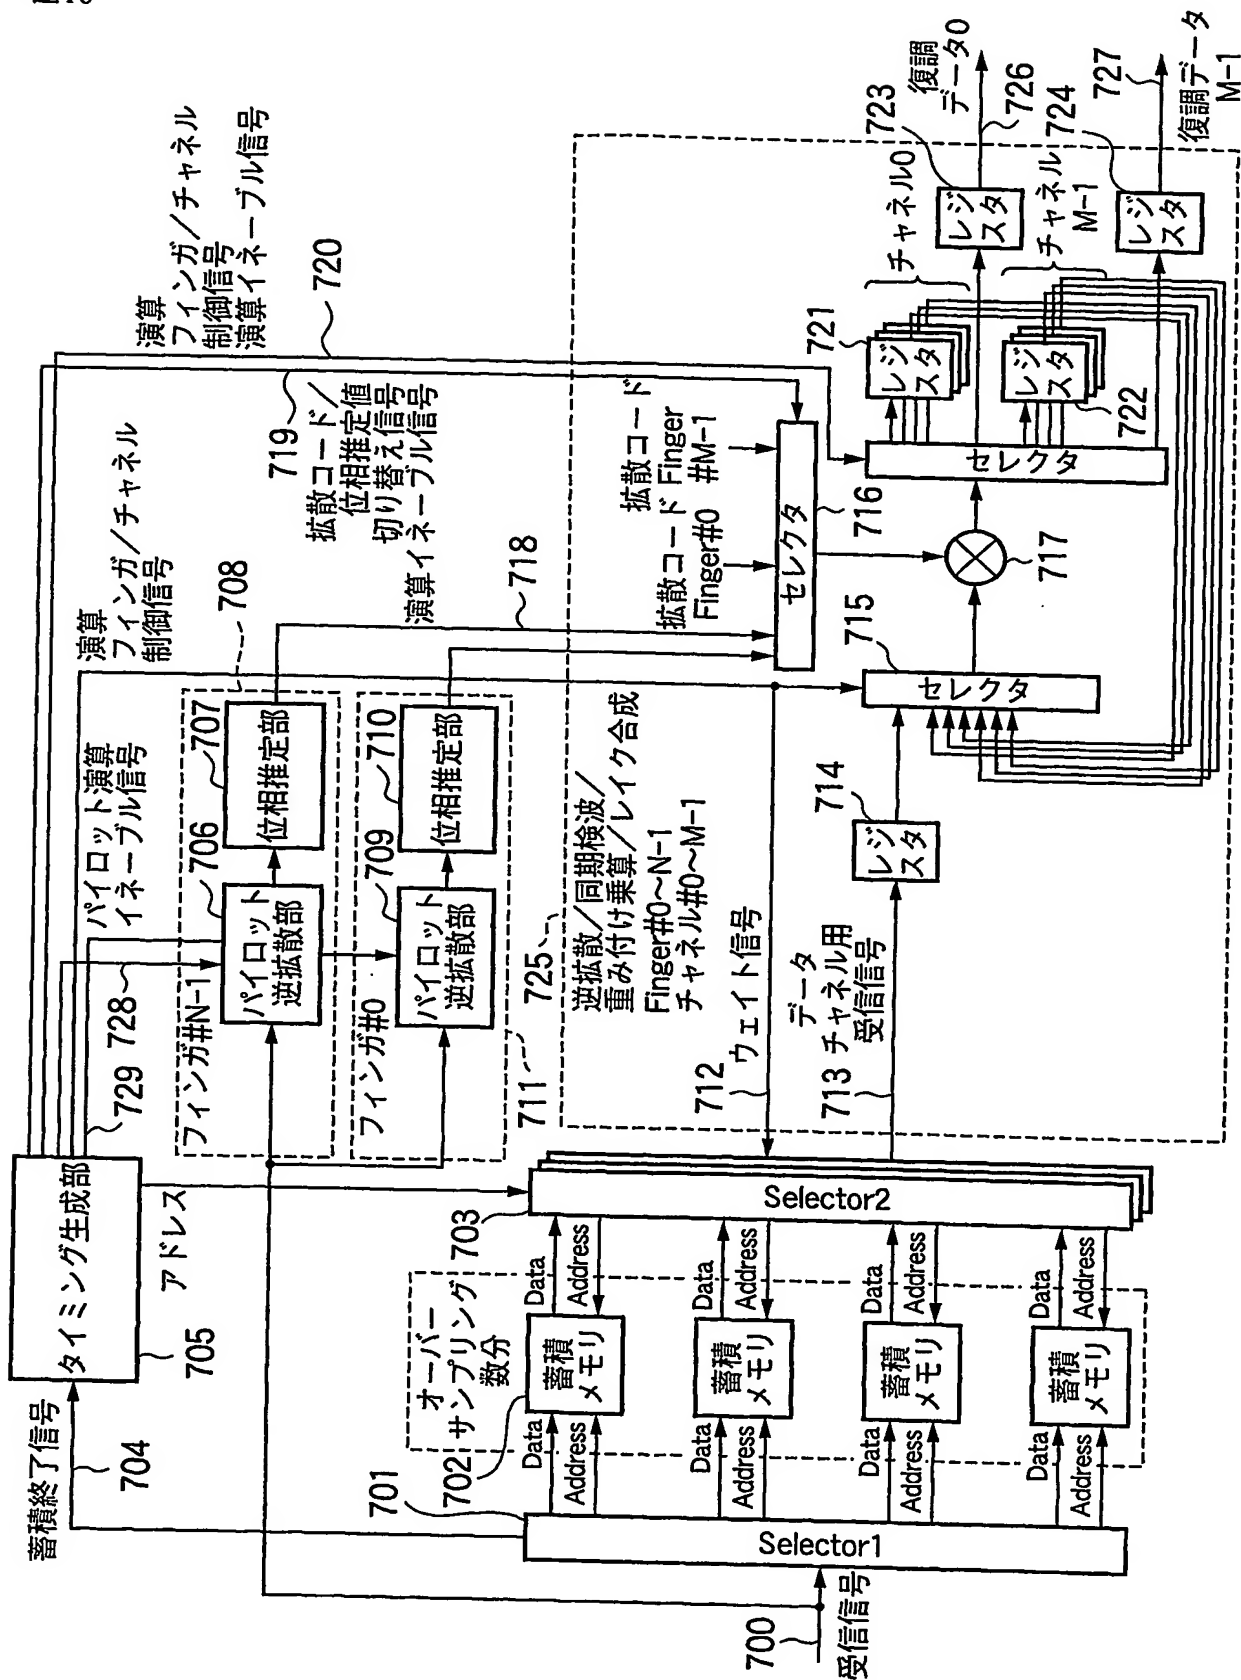 蓄積終了信号
704
タイミング生成部
705
アドレス
700
受信信号
701
Selector1
702
オーバー
サンプリング
数分
Data
Address
蓄積
メモリ
Data
Address
Data
Address
蓄積
メモリ
Data
Address
Data
Address
蓄積
メモリ
Data
Address
Data
Address
蓄積
メモリ
Data
Address
703
Selector2
729
728
パイロット演算
イネーブル信号
演算
フィンガ/チャネル
制御信号
フィンガ#N-1
706
パイロット
逆拡散部
707
位相推定部
708
フィンガ#0
709
パイロット
逆拡散部
710
位相推定部
711
718
719
拡散コード/
位相推定値
切り替え信号
演算イネーブル信号
演算
フィンガ/チャネル
制御信号
演算イネーブル信号
720
725
逆拡散/同期検波/
重み付け乗算/レイク合成
Finger#0~N-1
チャネル#0~M-1
712
ウェイト信号
713
データ
チャネル用
受信信号
714
レジ
スタ
715
セレクタ
拡散コード
Finger#0
拡散コード
Finger
#M-1
セレクタ
716
717
セレクタ
721
レジ
スタ
チャネル0
レジ
スタ
722
チャネル
M-1
723
レジ
スタ
復調
データ0
726
724
レジ
スタ
727
復調データ
M-1